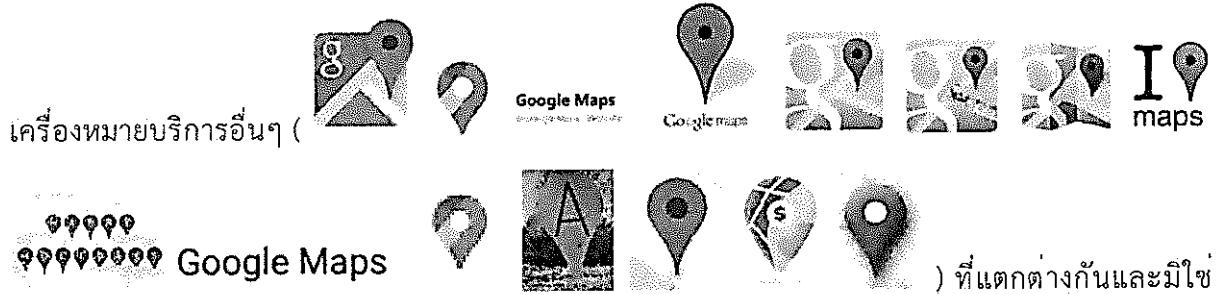 g
Google Maps
Google maps
I
maps
เครื่องหมายบริการอื่นๆ (
Google Maps
A
$
) ที่แตกต่างกันและมิใช่